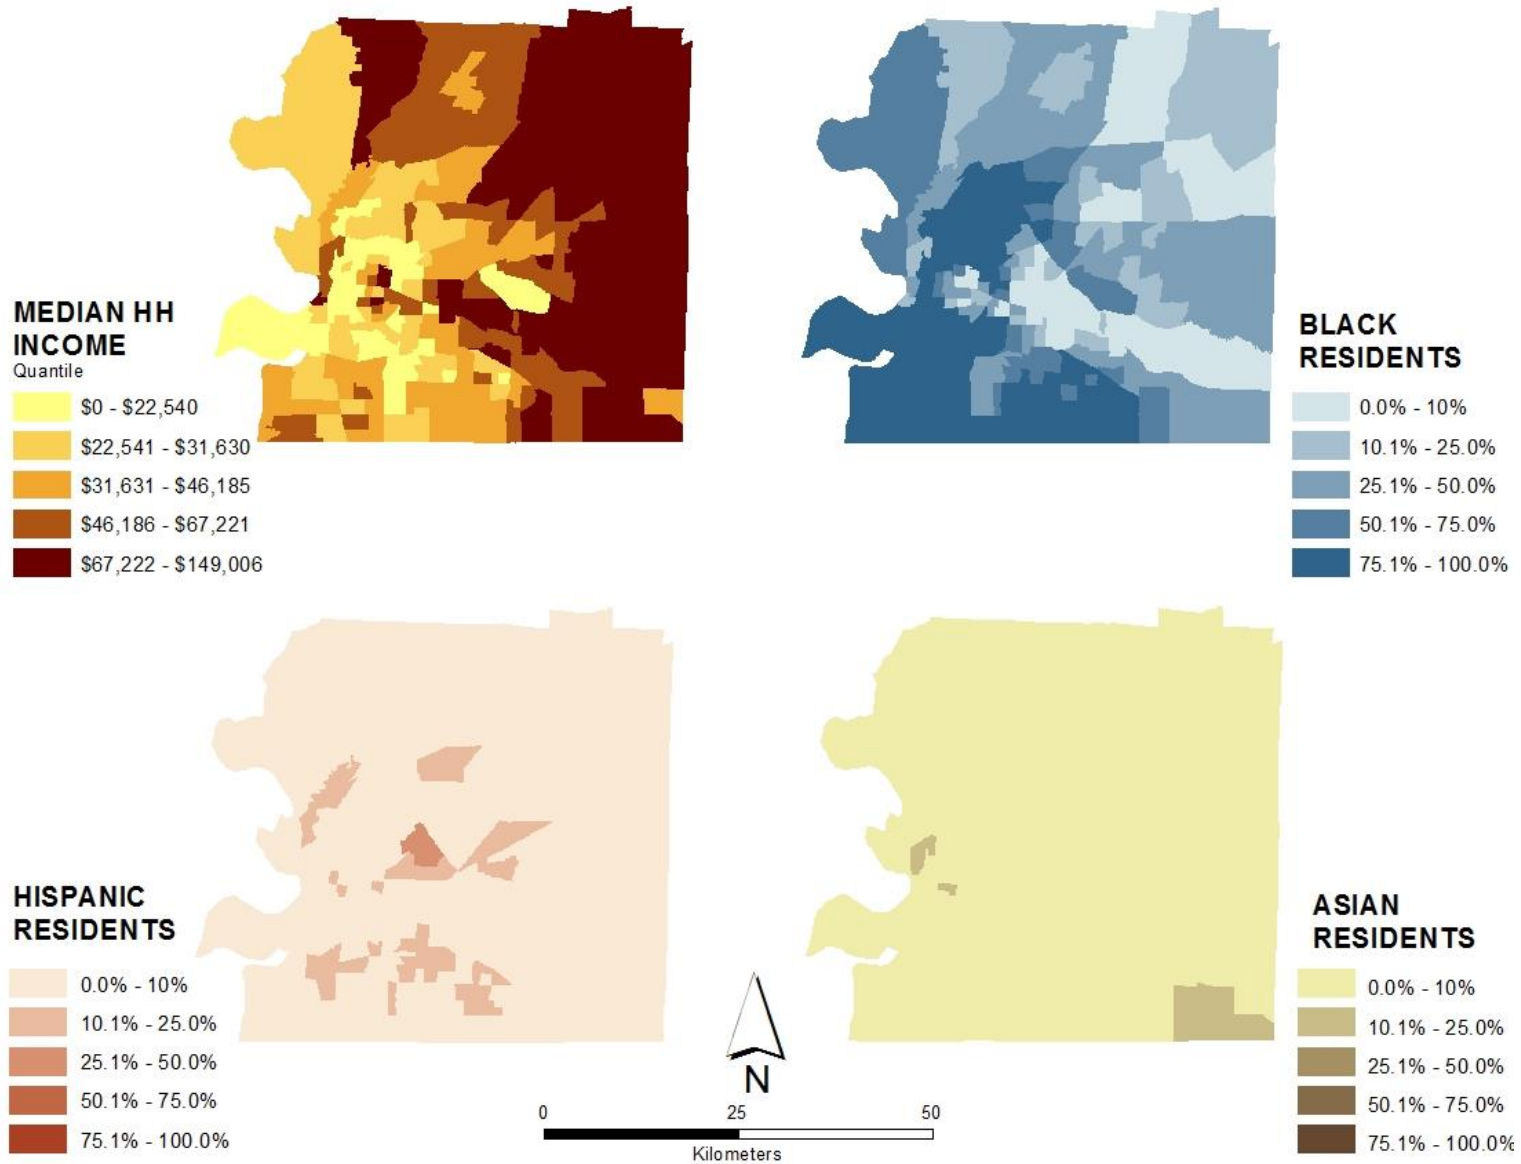 MEDIAN HH
INCOME
Quantile
$0 - $22,540
$22,541 - $31,630
$31,631 - $46,185
$46,186 - $67,221
$67,222 - $149,006
BLACK
RESIDENTS
0.0% - 10%
10.1% - 25.0%
25.1% - 50.0%
50.1% - 75.0%
75.1% - 100.0%
HISPANIC
RESIDENTS
0.0% - 10%
10.1% - 25.0%
25.1% - 50.0%
50.1% - 75.0%
75.1% - 100.0%
N
0 25 50
Kilometers
ASIAN
RESIDENTS
0.0% - 10%
10.1% - 25.0%
25.1% - 50.0%
50.1% - 75.0%
75.1% - 100.0%